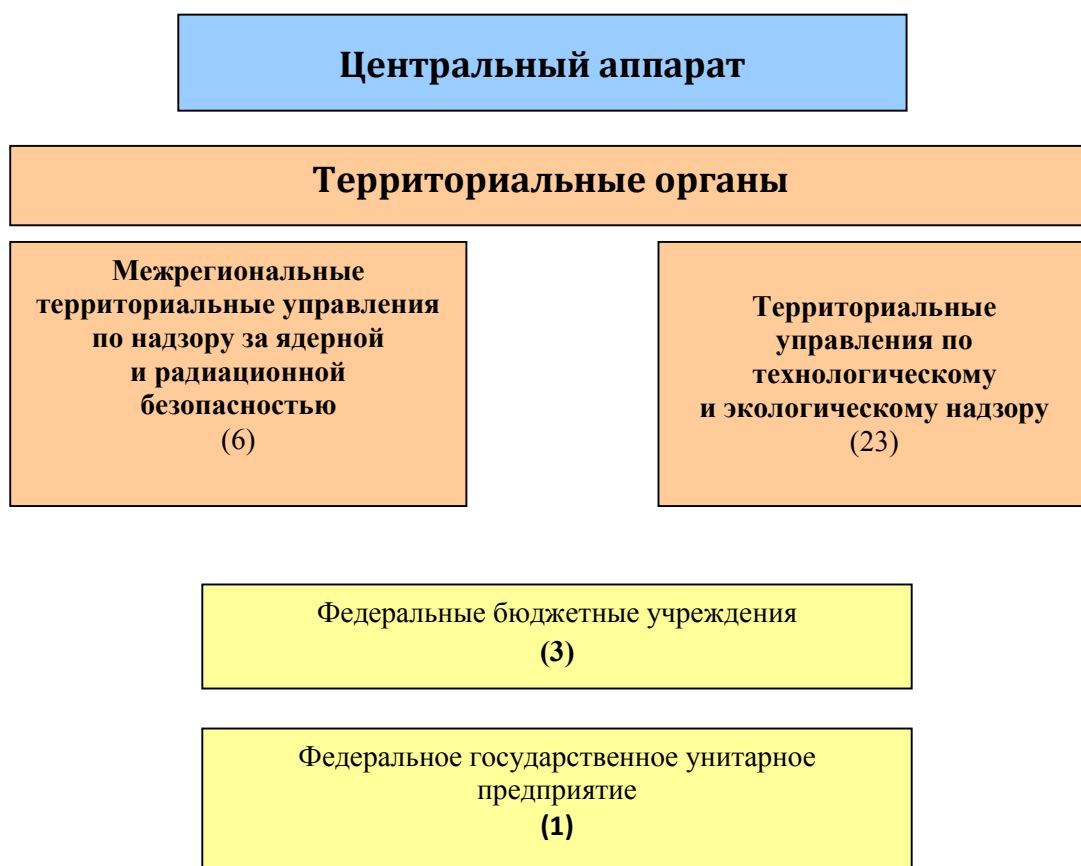 Центральный аппарат
Территориальные органы
Межрегиональные
территориальные управления
по надзору за ядерной
и радиационной
безопасностью
(6)
Территориальные
управления по
технологическому
и экологическому надзору
(23)
Федеральные бюджетные учреждения
(3)
Федеральное государственное унитарное
предприятие
(1)